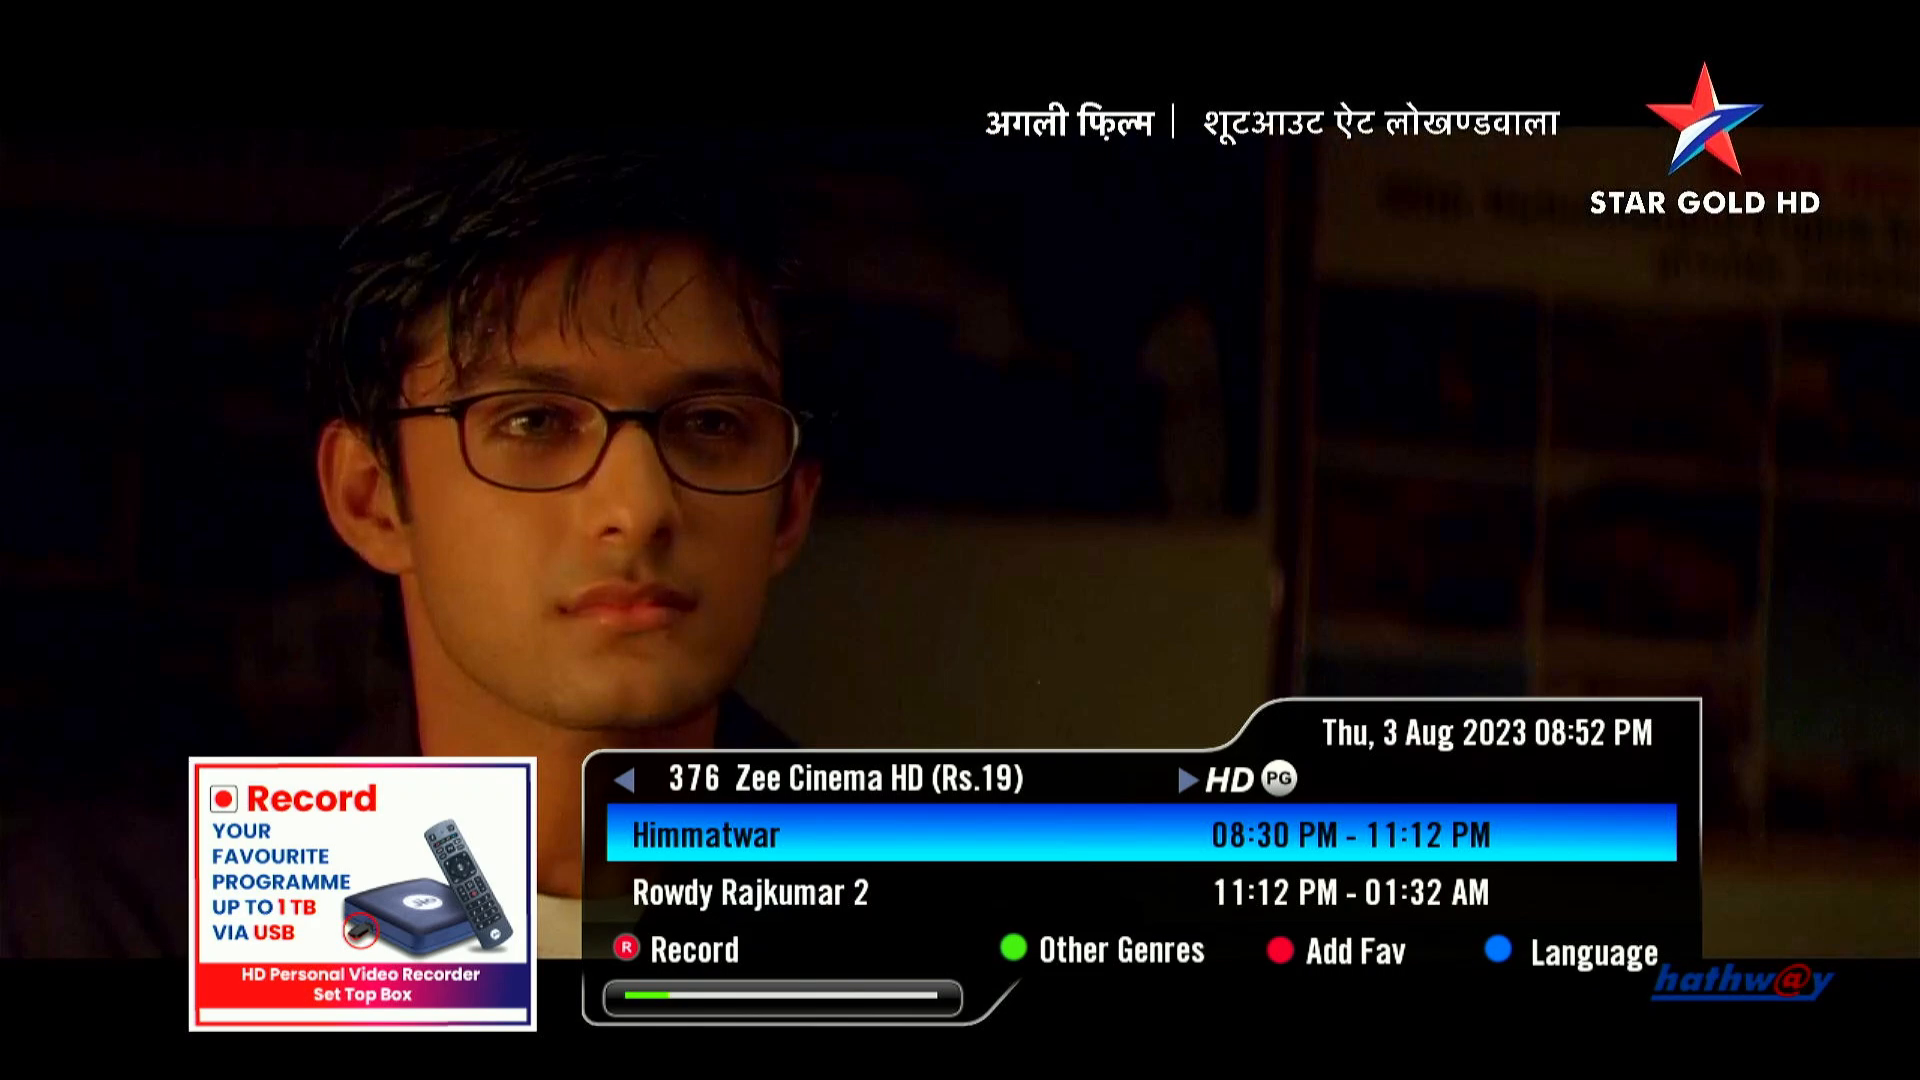 अगली फ़िल्म | शूटआउट ऐट लोखण्डवाला
STAR GOLD HD
Thu, 3 Aug 2023 08:52 PM
376 Zee Cinema HD (Rs.19) HD PG
Himmatwar 08:30 PM - 11:12 PM
Rowdy Rajkumar 2 11:12 PM - 01:32 AM
R Record Other Genres Add Fav Language
hathw@y
Record
YOUR
FAVOURITE
PROGRAMME
UP TO 1 TB
VIA USB
Jio
HD Personal Video Recorder
Set Top Box